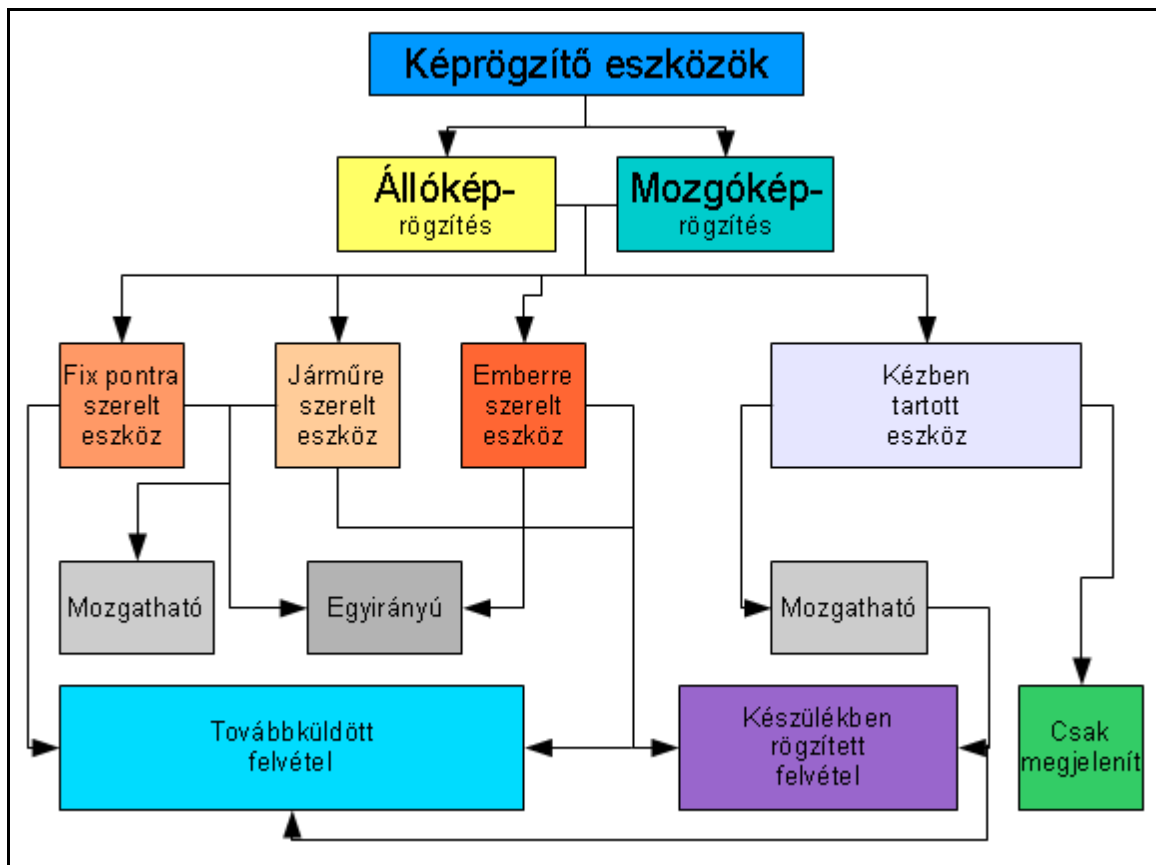 Képrögzítő eszközök
Állókép-
rögzítés
Mozgókép-
rögzítés
Fix pontra
szerelt
eszköz
Járműre
szerelt
eszköz
Emberre
szerelt
eszköz
Kézben
tartott
eszköz
Mozgatható
Egyirányú
Mozgatható
Továbbküldött
felvétel
Készülékben
rögzített
felvétel
Csak
megjelenít